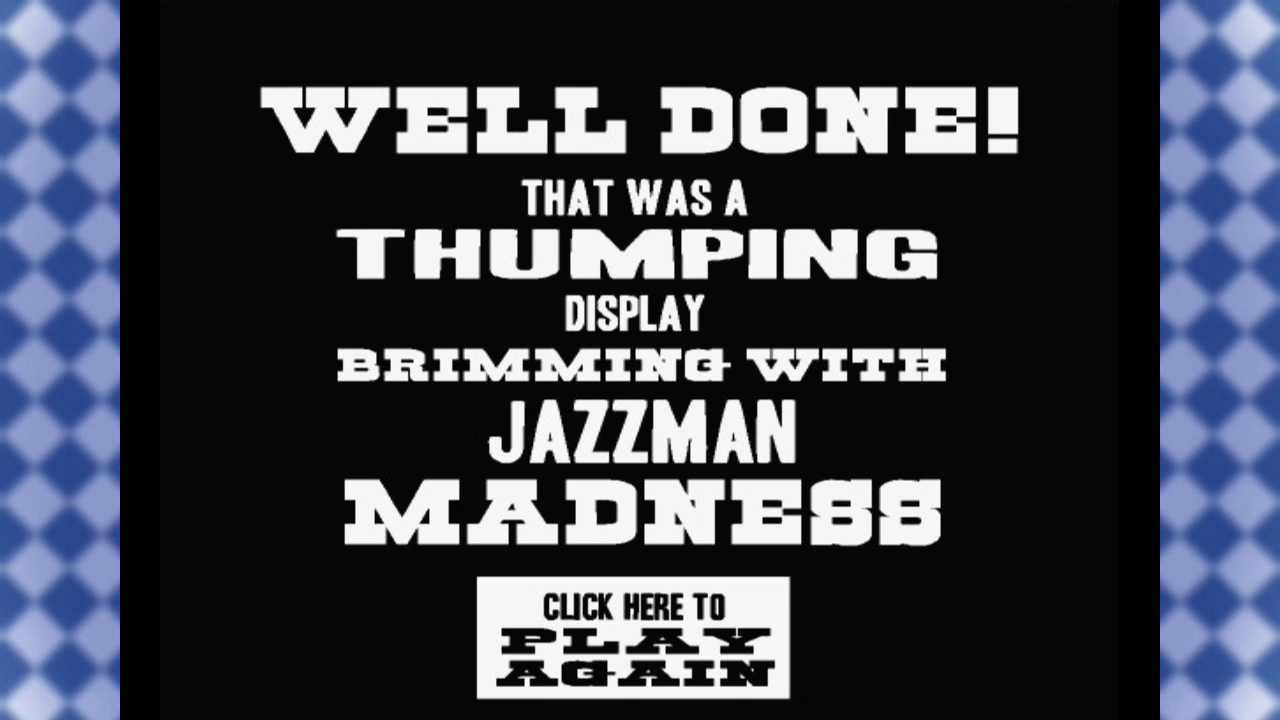 WELL DONE!
THAT WAS A
THUMPING
DISPLAY
BRIMMING WITH
JAZZMAN
MADNESS
CLICK HERE TO
PLAY
AGAIN